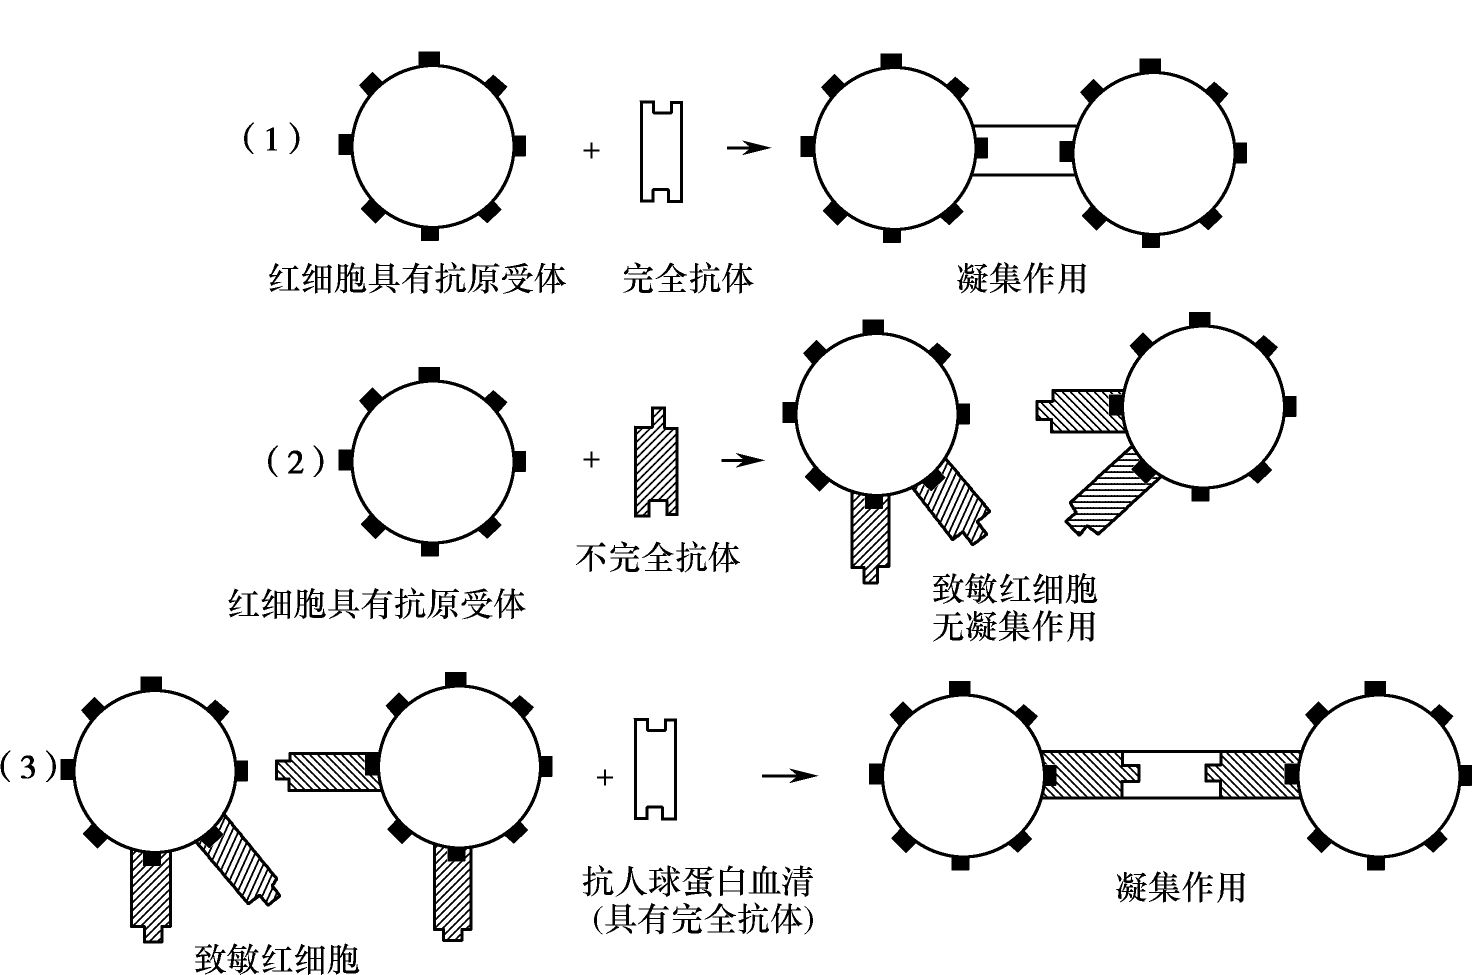 (1)
+
红细胞具有抗原受体
完全抗体
凝集作用
(2)
+
不完全抗体
红细胞具有抗原受体
致敏红细胞
无凝集作用
(3)
+
致敏红细胞
抗人球蛋白血清
(具有完全抗体)
凝集作用